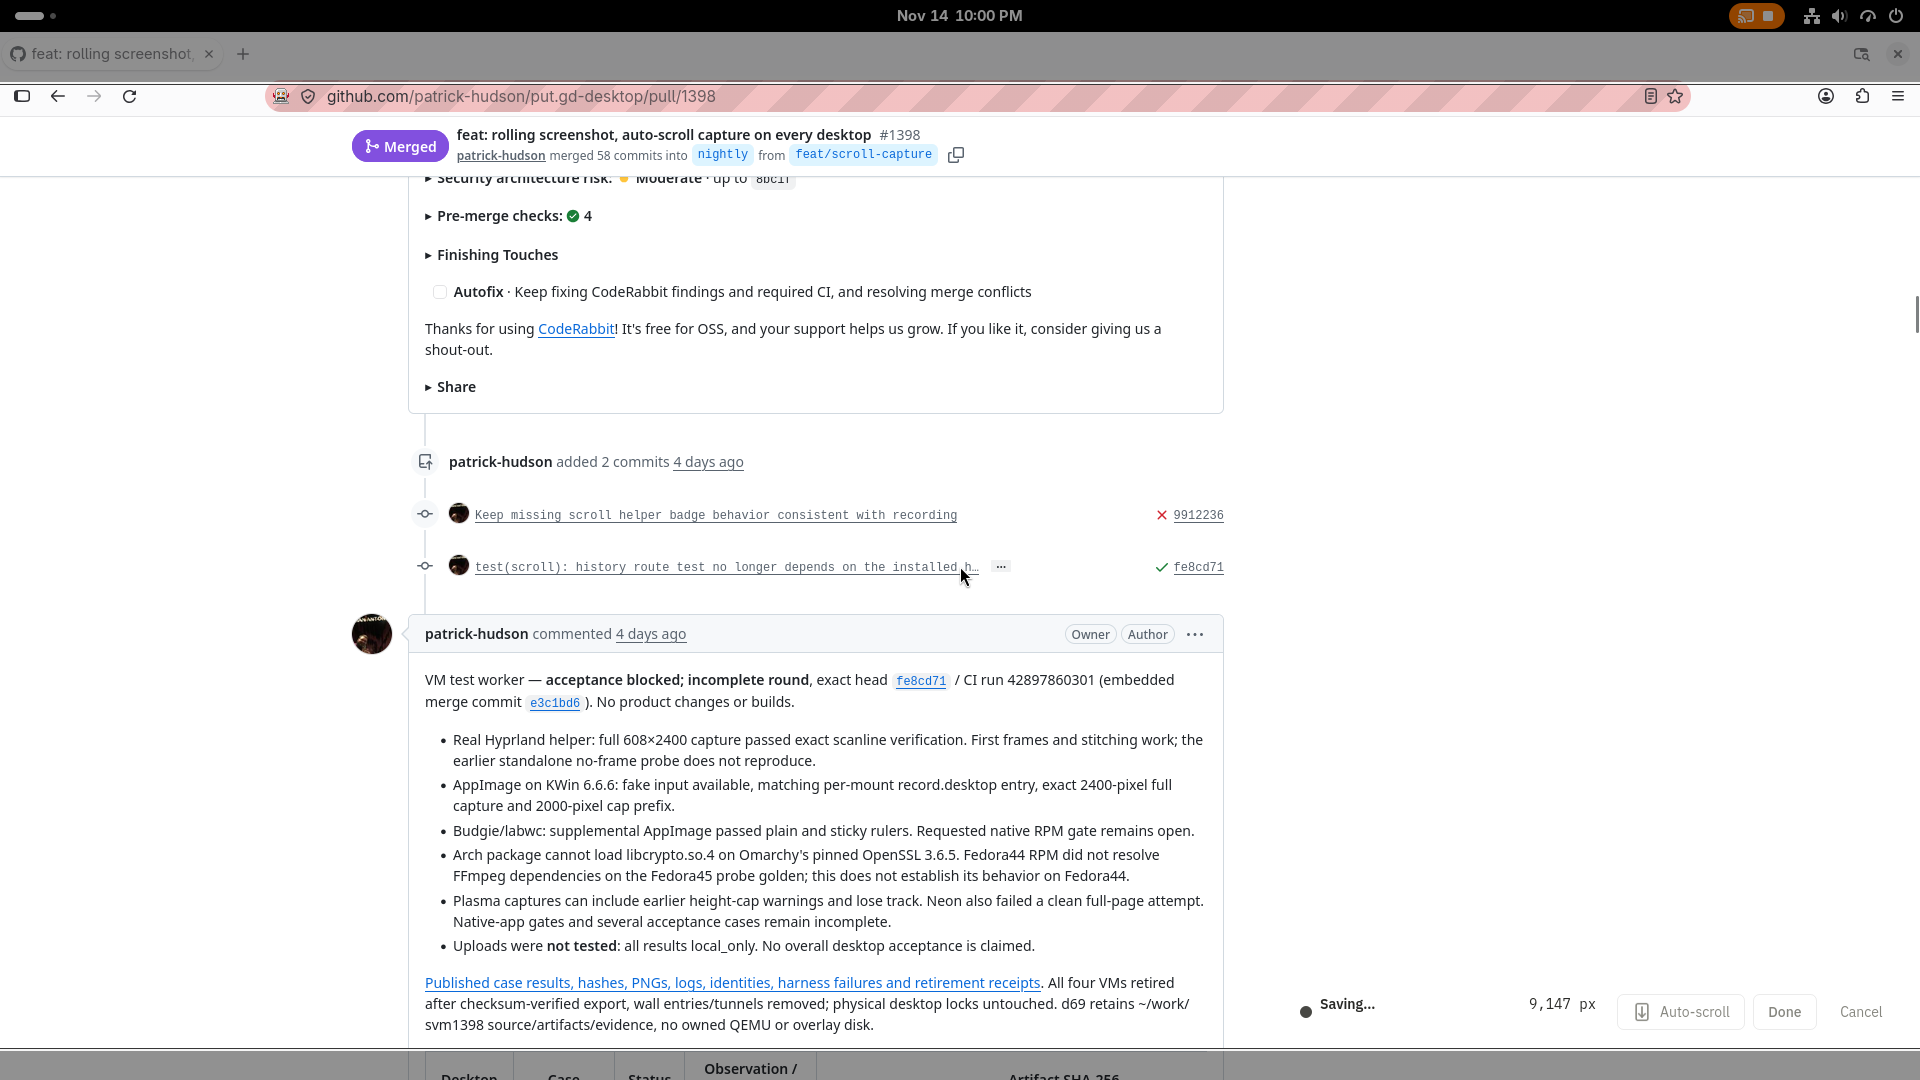 Nov 14 10:00 PM
feat: rolling screenshot,
github.com/patrick-hudson/put.gd-desktop/pull/1398
Merged
feat: rolling screenshot, auto-scroll capture on every desktop #1398
patrick-hudson merged 58 commits into nightly from feat/scroll-capture
Security architecture risk: Moderate · up to 8bc1f
Pre-merge checks: 4
Finishing Touches
Autofix · Keep fixing CodeRabbit findings and required CI, and resolving merge conflicts
Thanks for using CodeRabbit! It's free for OSS, and your support helps us grow. If you like it, consider giving us a
shout-out.
Share
patrick-hudson added 2 commits 4 days ago
Keep missing scroll helper badge behavior consistent with recording 9912236
test(scroll): history route test no longer depends on the installed h… … fe8cd71
patrick-hudson commented 4 days ago Owner Author
VM test worker — acceptance blocked; incomplete round, exact head fe8cd71 / CI run 42897860301 (embedded
merge commit e3c1bd6 ). No product changes or builds.
• Real Hyprland helper: full 608×2400 capture passed exact scanline verification. First frames and stitching work; the
earlier standalone no-frame probe does not reproduce.
• AppImage on KWin 6.6.6: fake input available, matching per-mount record.desktop entry, exact 2400-pixel full
capture and 2000-pixel cap prefix.
• Budgie/labwc: supplemental AppImage passed plain and sticky rulers. Requested native RPM gate remains open.
• Arch package cannot load libcrypto.so.4 on Omarchy's pinned OpenSSL 3.6.5. Fedora44 RPM did not resolve
FFmpeg dependencies on the Fedora45 probe golden; this does not establish its behavior on Fedora44.
• Plasma captures can include earlier height-cap warnings and lose track. Neon also failed a clean full-page attempt.
Native-app gates and several acceptance cases remain incomplete.
• Uploads were not tested: all results local_only. No overall desktop acceptance is claimed.
Published case results, hashes, PNGs, logs, identities, harness failures and retirement receipts. All four VMs retired
after checksum-verified export, wall entries/tunnels removed; physical desktop locks untouched. d69 retains ~/work/
svm1398 source/artifacts/evidence, no owned QEMU or overlay disk.
Saving... 9,147 px Auto-scroll Done Cancel
Observation /
Desktop Case Status Artifact SHA-256